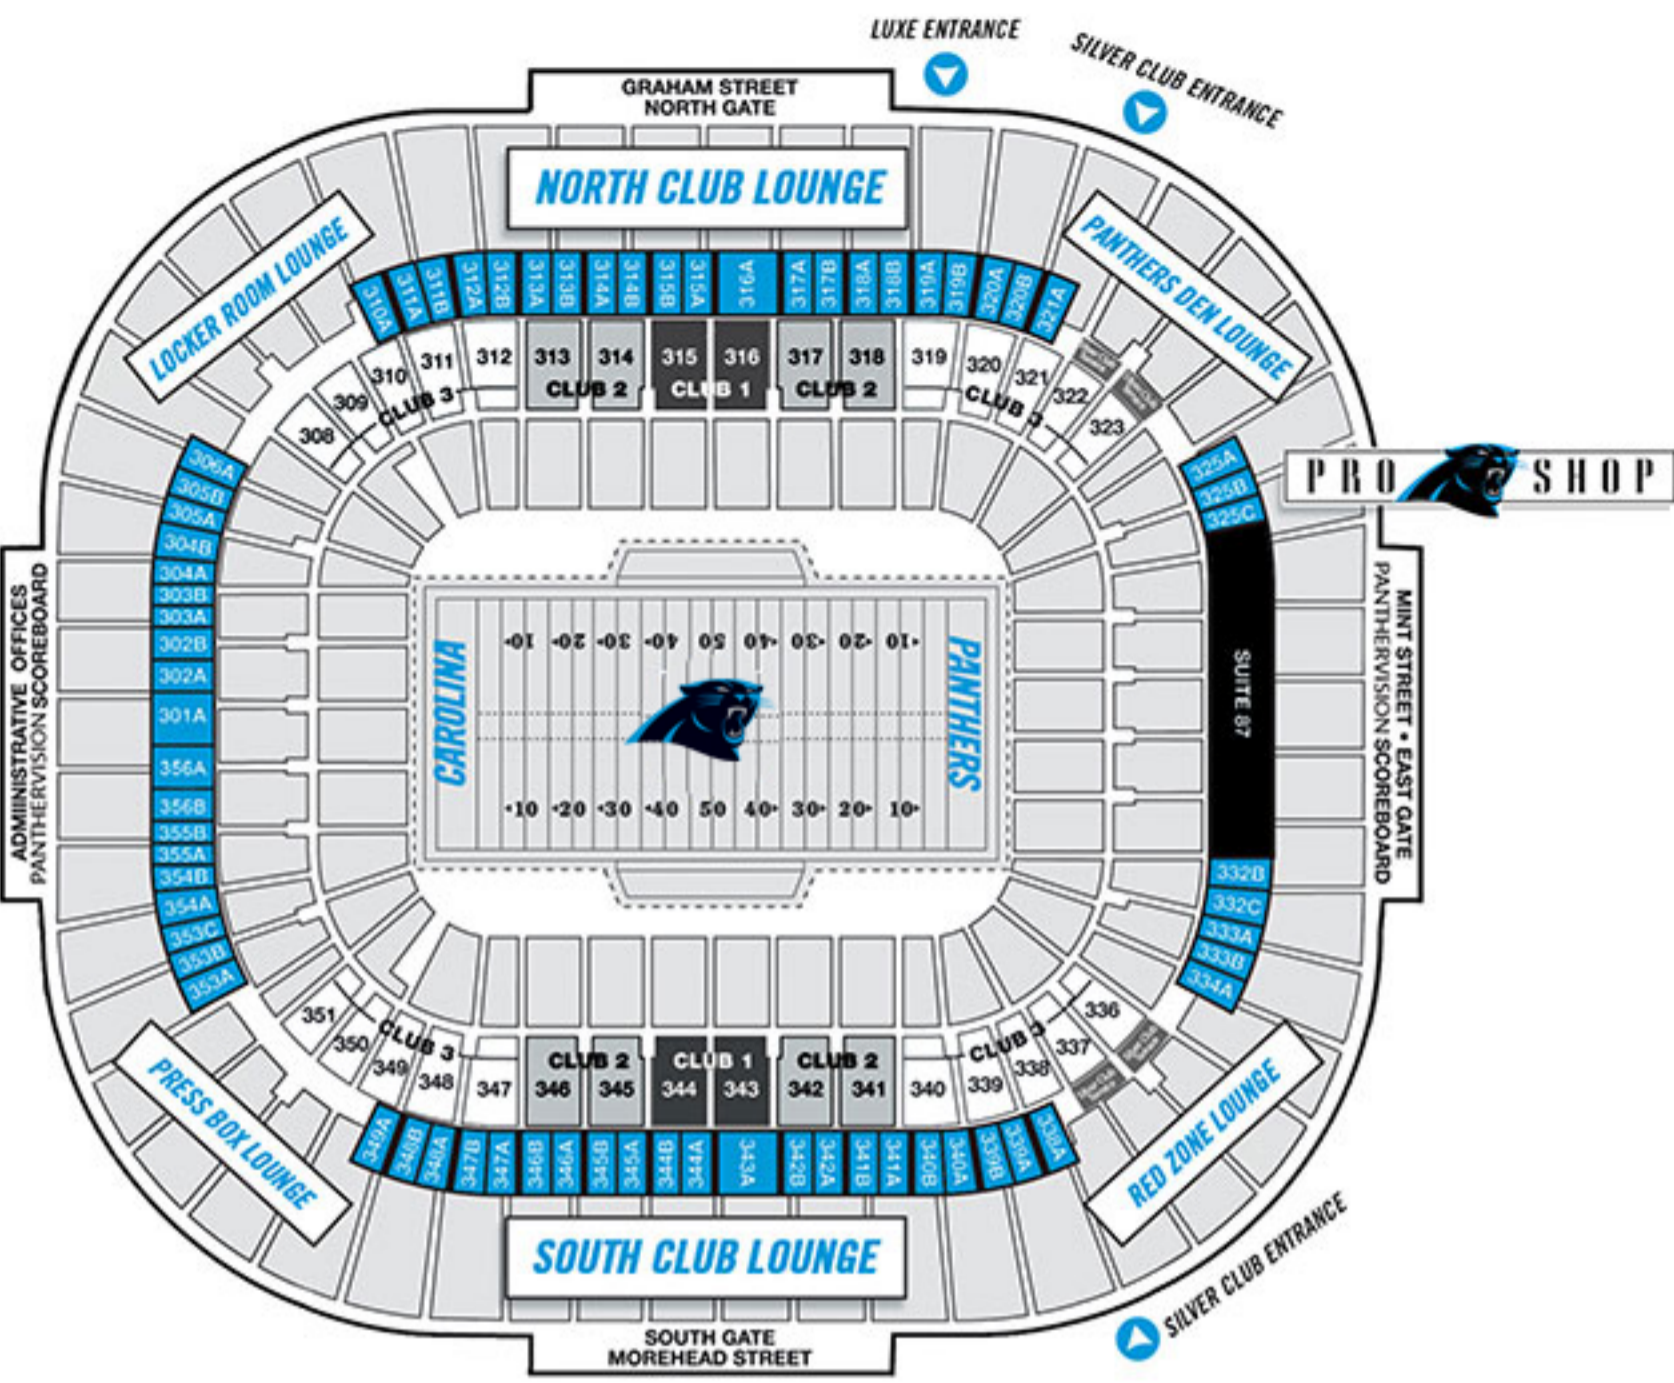 LUXE ENTRANCE
SILVER CLUB ENTRANCE
GRAHAM STREET
NORTH GATE
NORTH CLUB LOUNGE
LOCKER ROOM LOUNGE
PANTHERS DEN LOUNGE
310A
311A
311B
312A
312B
313A
313B
314A
314B
315B
315A
316A
317A
317B
318A
318B
319A
319B
320A
320B
321A
308
309
310
311
312
313
314
315
316
317
318
319
320
321
322
323
CLUB 3
CLUB 2
CLUB 1
CLUB 2
CLUB 3
306A
305B
305A
304B
304A
303B
303A
302B
302A
301A
356A
356B
355B
355A
354B
354A
353C
353B
353A
325A
325B
325C
SUITE 87
332B
332C
333A
333B
334A
PRO SHOP
ADMINISTRATIVE OFFICES
PANTHERVISION SCOREBOARD
MINT STREET • EAST GATE
PANTHERVISION SCOREBOARD
10 20 30 40 50 40 30 20 10
CAROLINA
PANTHERS
10 20 30 40 50 40 30 20 10
351
350
349
348
347
346
345
344
343
342
341
340
339
338
337
336
CLUB 3
CLUB 2
CLUB 1
CLUB 2
CLUB 3
349A
348B
348A
347B
347A
346B
346A
345B
345A
344B
344A
343A
342B
342A
341B
341A
340B
340A
339B
339A
338A
PRESS BOX LOUNGE
RED ZONE LOUNGE
SOUTH CLUB LOUNGE
SOUTH GATE
MOREHEAD STREET
SILVER CLUB ENTRANCE